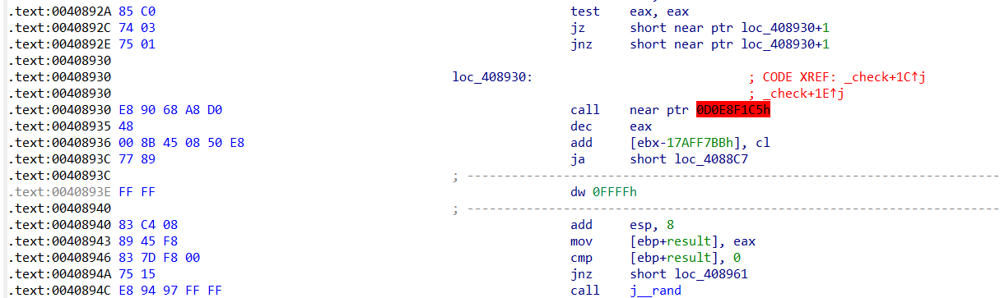 .text:0040892A 85 C0 test eax, eax
.text:0040892C 74 03 jz short near ptr loc_408930+1
.text:0040892E 75 01 jnz short near ptr loc_408930+1
.text:00408930
.text:00408930 loc_408930: ; CODE XREF: _check+1C↑j
.text:00408930 ; _check+1E↑j
.text:00408930 E8 90 68 A8 D0 call near ptr 0D0E8F1C5h
.text:00408935 48 dec eax
.text:00408936 00 8B 45 08 50 E8 add [ebx-17AFF7BBh], cl
.text:0040893C 77 89 ja short loc_4088C7
.text:0040893C ; ---------------------------------------------------------------------------
.text:0040893E FF FF dw 0FFFFh
.text:00408940 ; ---------------------------------------------------------------------------
.text:00408940 83 C4 08 add esp, 8
.text:00408943 89 45 F8 mov [ebp+result], eax
.text:00408946 83 7D F8 00 cmp [ebp+result], 0
.text:0040894A 75 15 jnz short loc_408961
.text:0040894C E8 94 97 FF FF call j__rand